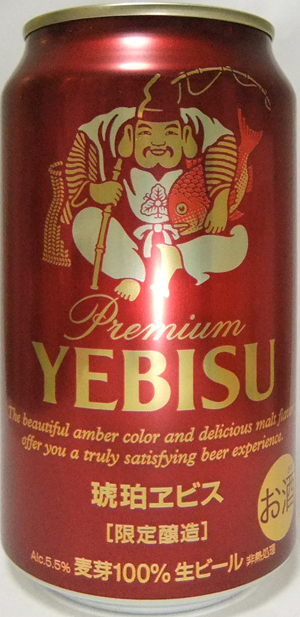 Premium
YEBISU
The beautiful amber color and delicious malt
offer you a truly satisfying beer experience.
琥珀ヱビス
[限定醸造]
お酒
Alc.5.5% 麦芽100% 生ビール 非熱処理